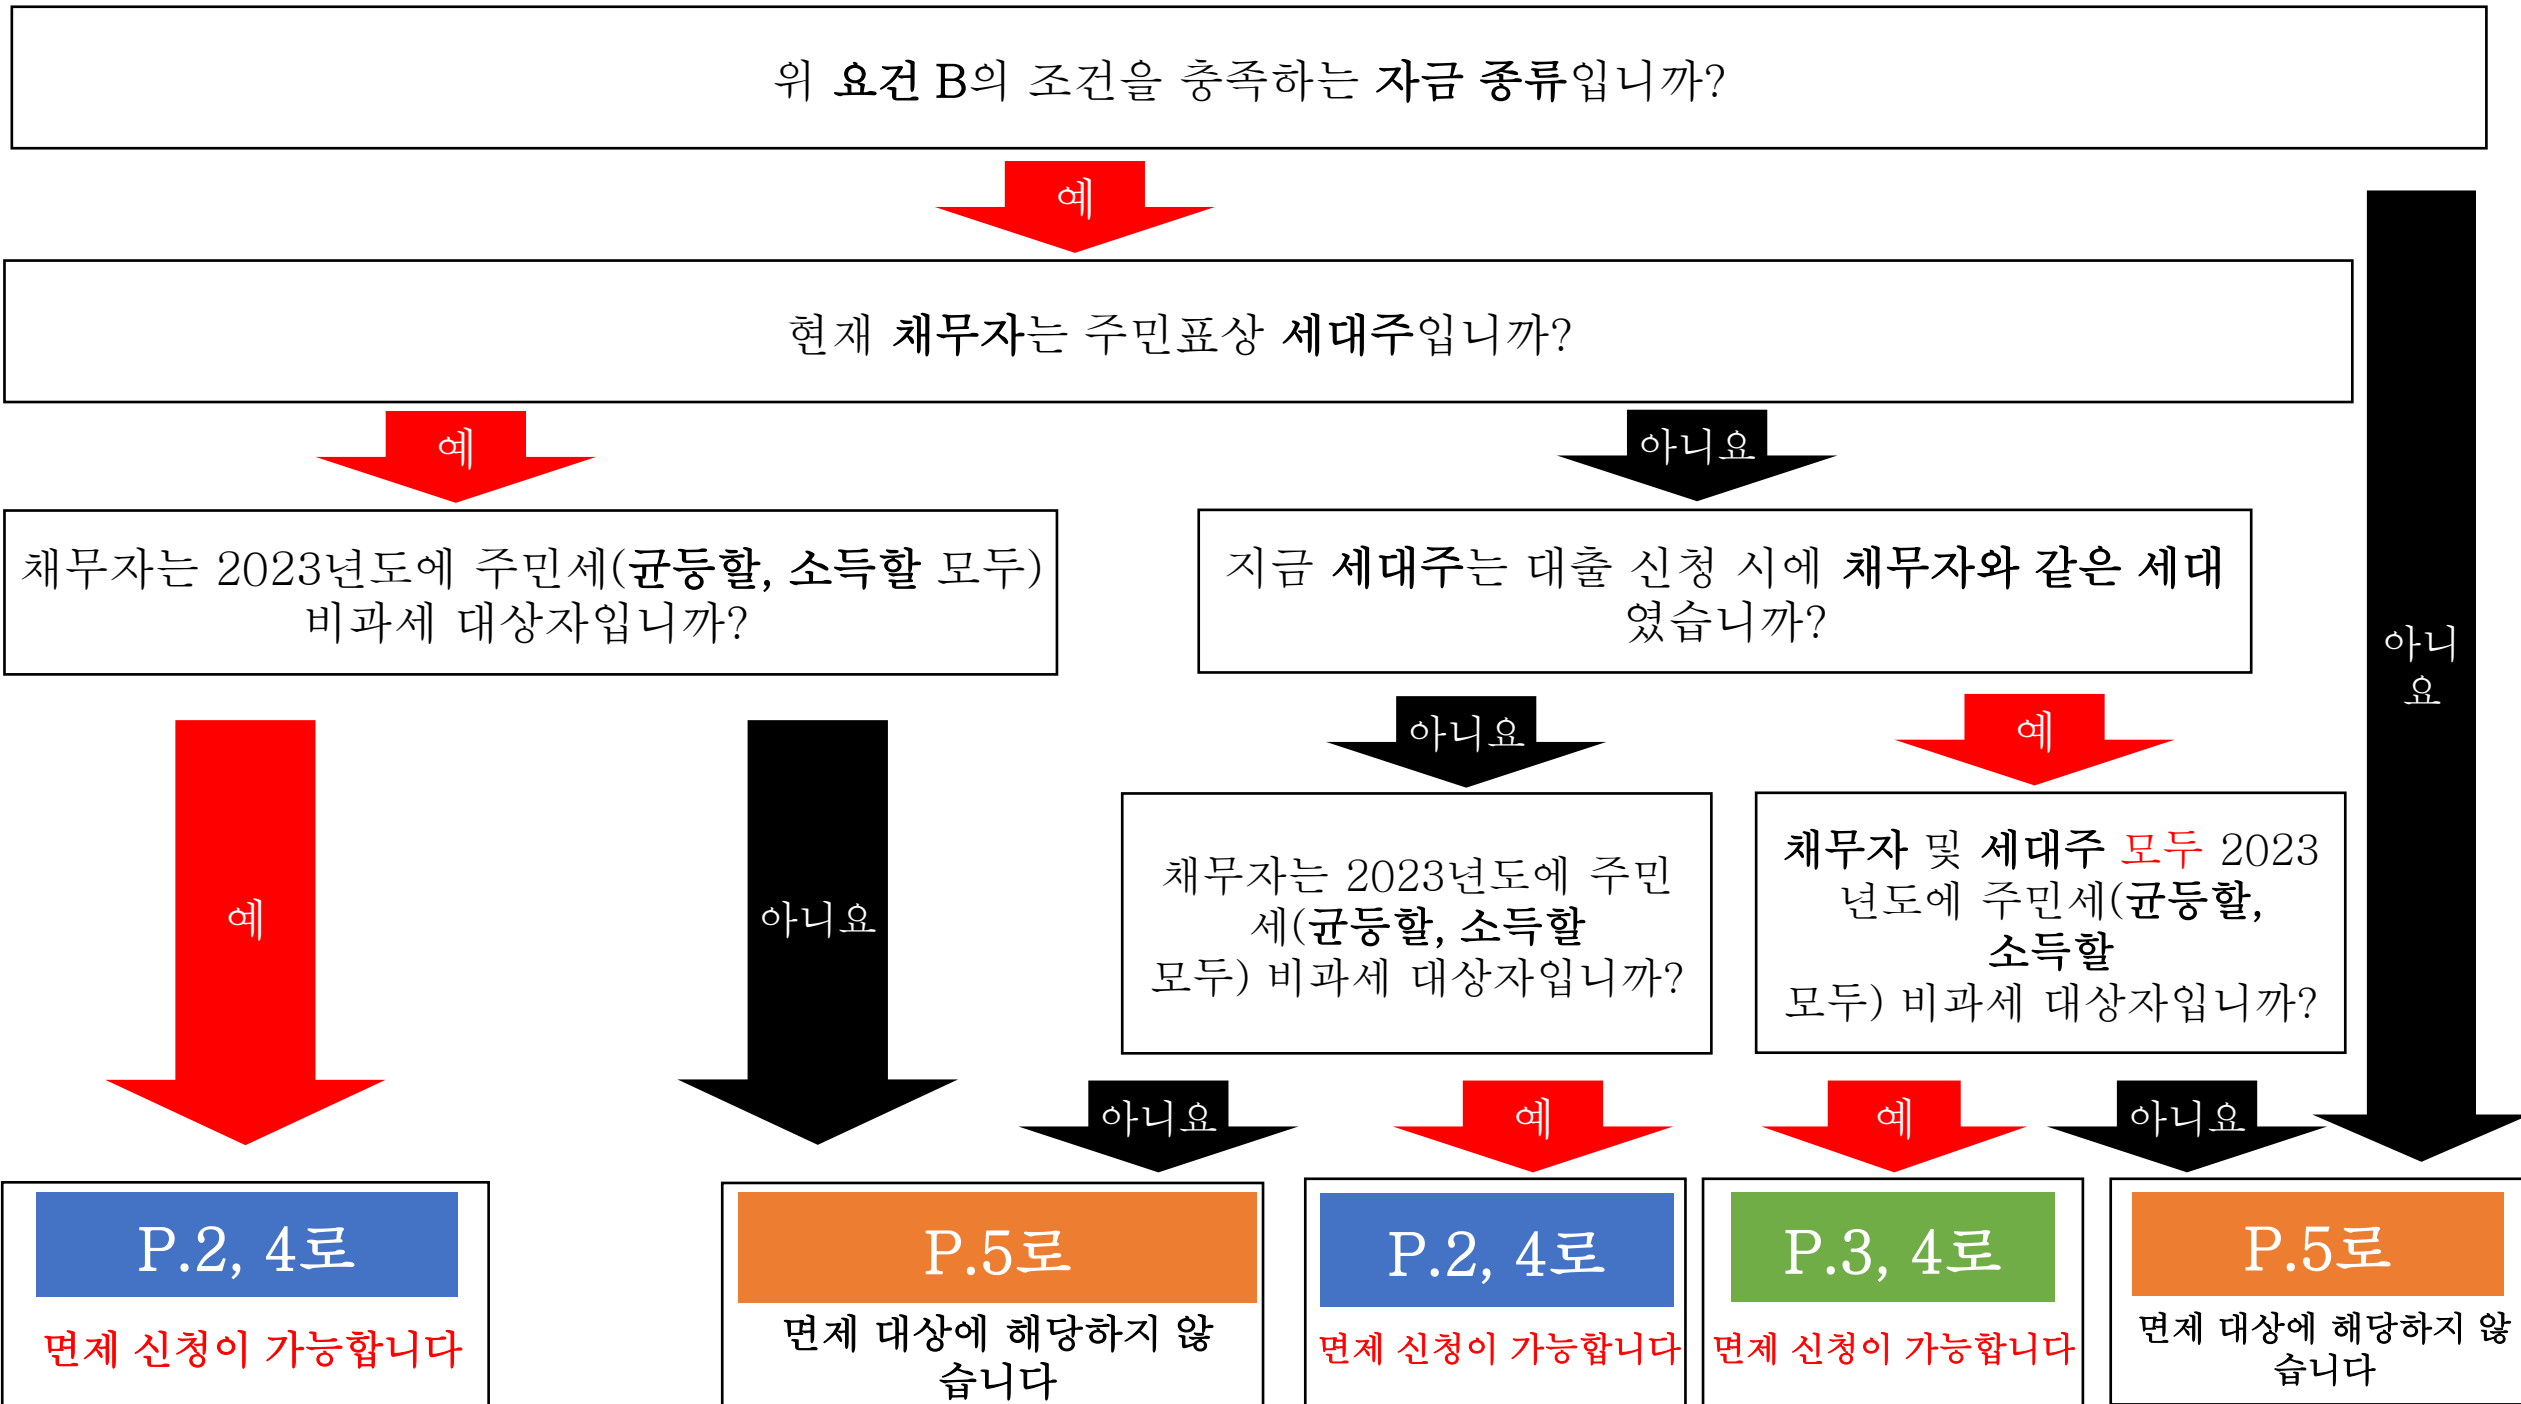 위 요건 B의 조건을 충족하는 자금 종류입니까?
예
현재 채무자는 주민표상 세대주입니까?
예
아니요
채무자는 2023년도에 주민세(균등할, 소득할 모두)
비과세 대상자입니까?
지금 세대주는 대출 신청 시에 채무자와 같은 세대
였습니까?
아니
요
아니요
예
채무자는 2023년도에 주민
세(균등할, 소득할
모두) 비과세 대상자입니까?
채무자 및 세대주 모두 2023
년도에 주민세(균등할,
소득할
모두) 비과세 대상자입니까?
예
아니요
아니요
예
예
아니요
P.2, 4로
면제 신청이 가능합니다
P.5로
면제 대상에 해당하지 않
습니다
P.2, 4로
면제 신청이 가능합니다
P.3, 4로
면제 신청이 가능합니다
P.5로
면제 대상에 해당하지 않
습니다